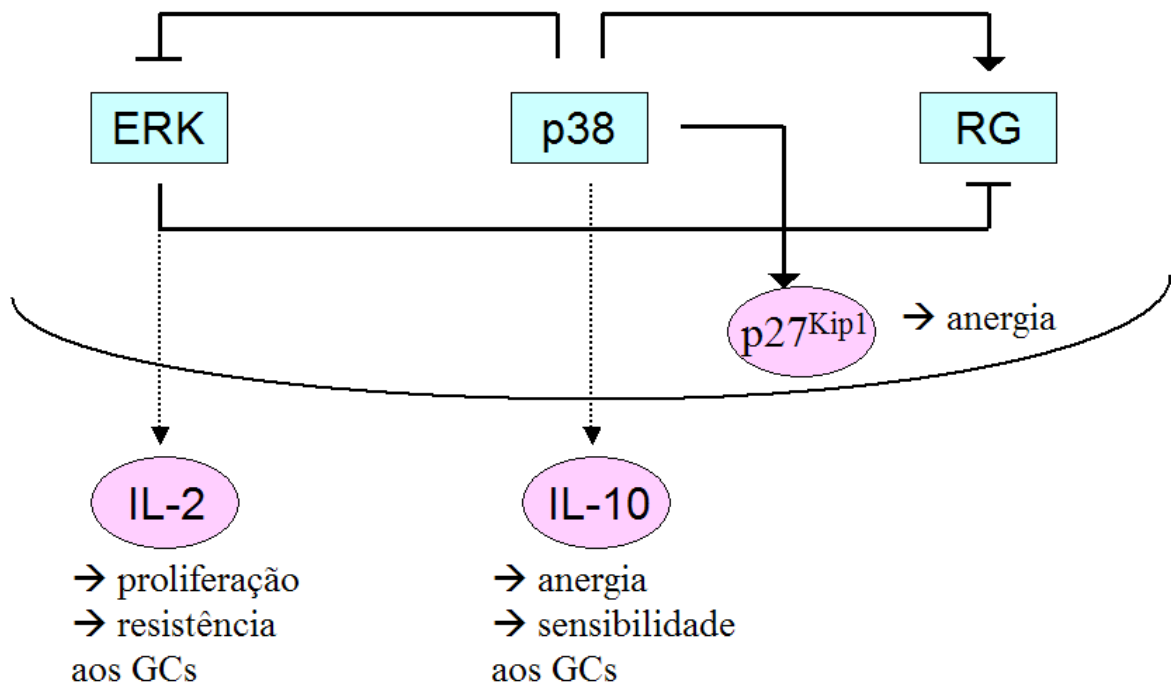 ERK
p38
RG
p27Kip1
→ anergia
IL-2
IL-10
→ proliferação
→ resistência
aos GCs
→ anergia
→ sensibilidade
aos GCs